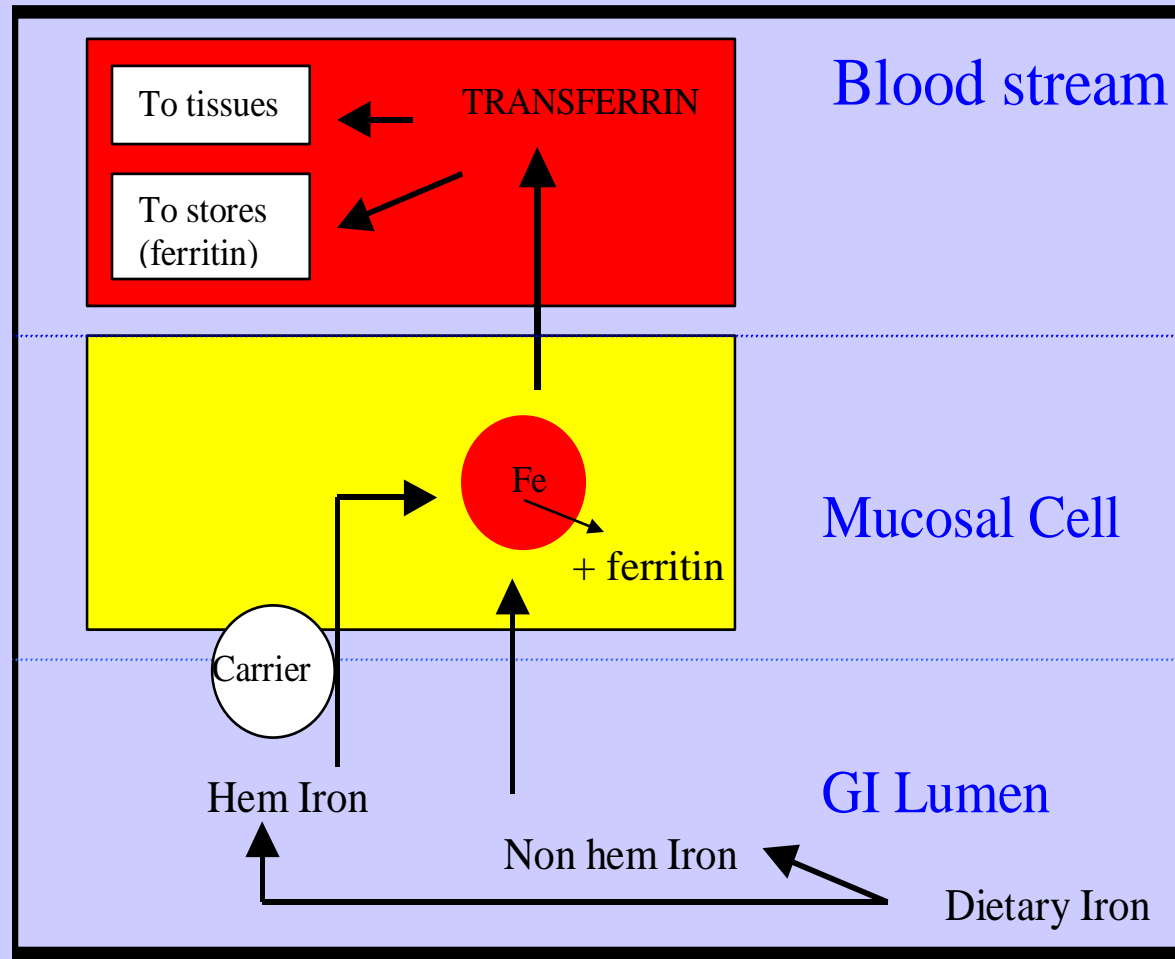 Blood stream
To tissues
TRANSFERRIN
To stores
(ferritin)
Fe
+ ferritin
Mucosal Cell
Carrier
Hem Iron
GI Lumen
Non hem Iron
Dietary Iron